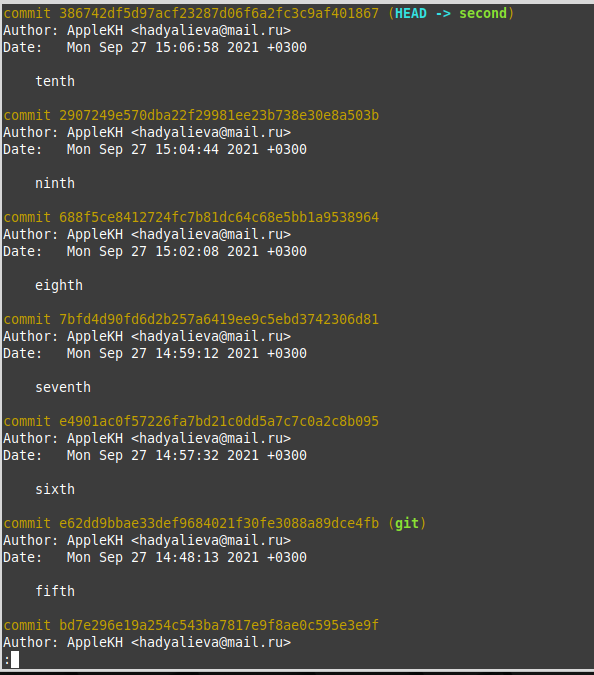 commit 386742df5d97acf23287d06f6a2fc3c9af401867 (HEAD -> second)
Author: AppleKH <hadyalieva@mail.ru>
Date:   Mon Sep 27 15:06:58 2021 +0300
    tenth
commit 2907249e570dba22f29981ee23b738e30e8a503b
Author: AppleKH <hadyalieva@mail.ru>
Date:   Mon Sep 27 15:04:44 2021 +0300
    ninth
commit 688f5ce8412724fc7b81dc64c68e5bb1a9538964
Author: AppleKH <hadyalieva@mail.ru>
Date:   Mon Sep 27 15:02:08 2021 +0300
    eighth
commit 7bfd4d90fd6d2b257a6419ee9c5ebd3742306d81
Author: AppleKH <hadyalieva@mail.ru>
Date:   Mon Sep 27 14:59:12 2021 +0300
    seventh
commit e4901ac0f57226fa7bd21c0dd5a7c7c0a2c8b095
Author: AppleKH <hadyalieva@mail.ru>
Date:   Mon Sep 27 14:57:32 2021 +0300
    sixth
commit e62dd9bbae33def9684021f30fe3088a89dce4fb (git)
Author: AppleKH <hadyalieva@mail.ru>
Date:   Mon Sep 27 14:48:13 2021 +0300
    fifth
commit bd7e296e19a254c543ba7817e9f8ae0c595e3e9f
Author: AppleKH <hadyalieva@mail.ru>
: